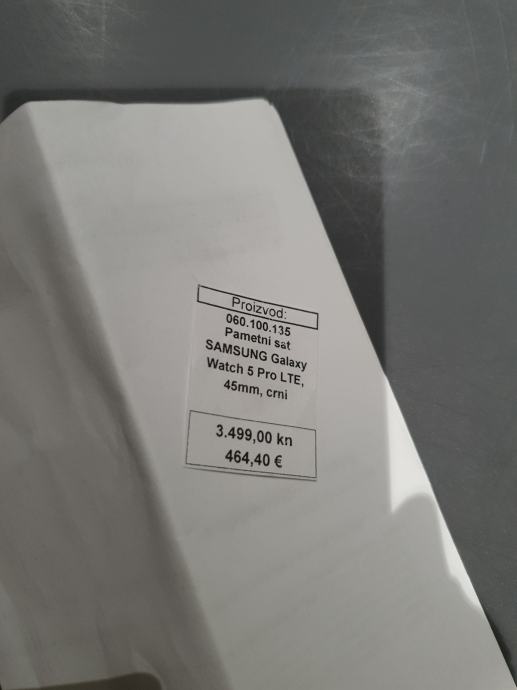 Proizvod:
060.100.135
Pametni sat
SAMSUNG Galaxy
Watch 5 Pro LTE,
45mm, crni
3.499,00 kn
464,40 €